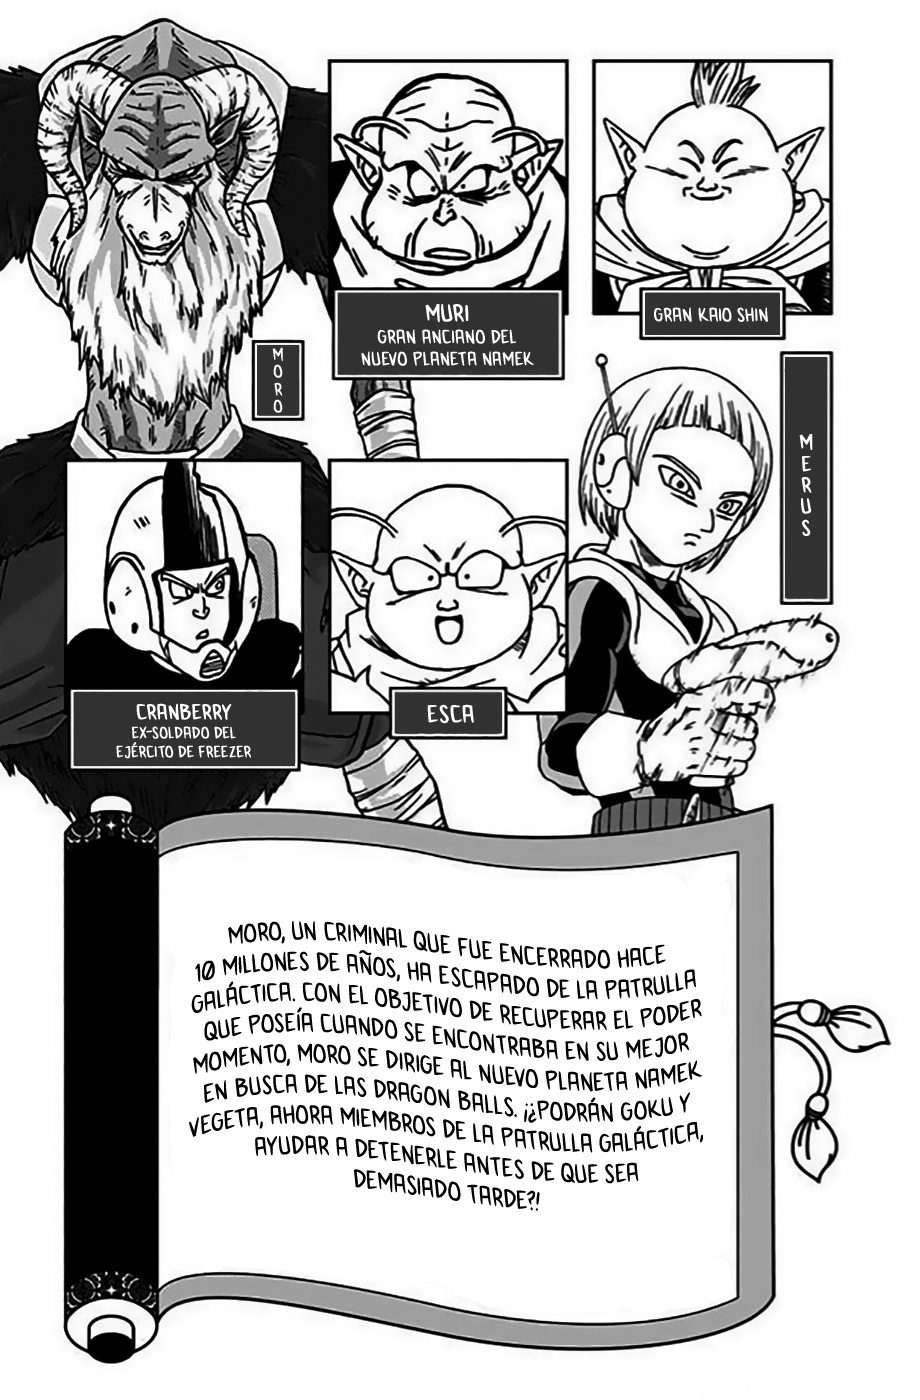 MURI
GRAN ANCIANO DEL
NUEVO PLANETA NAMEK
GRAN KAIO SHIN
MORO
MERUS
CRANBERRY
EX-SOLDADO DEL
EJÉRCITO DE FREEZER
ESCA
MORO, UN CRIMINAL QUE FUE ENCERRADO HACE
10 MILLONES DE AÑOS, HA ESCAPADO DE LA PATRULLA
GALÁCTICA. CON EL OBJETIVO DE RECUPERAR EL PODER
QUE POSEÍA CUANDO SE ENCONTRABA EN SU MEJOR
MOMENTO, MORO SE DIRIGE AL NUEVO PLANETA NAMEK
EN BUSCA DE LAS DRAGON BALLS. ¡¿PODRÁN GOKU Y
VEGETA, AHORA MIEMBROS DE LA PATRULLA GALÁCTICA,
AYUDAR A DETENERLE ANTES DE QUE SEA
DEMASIADO TARDE?!